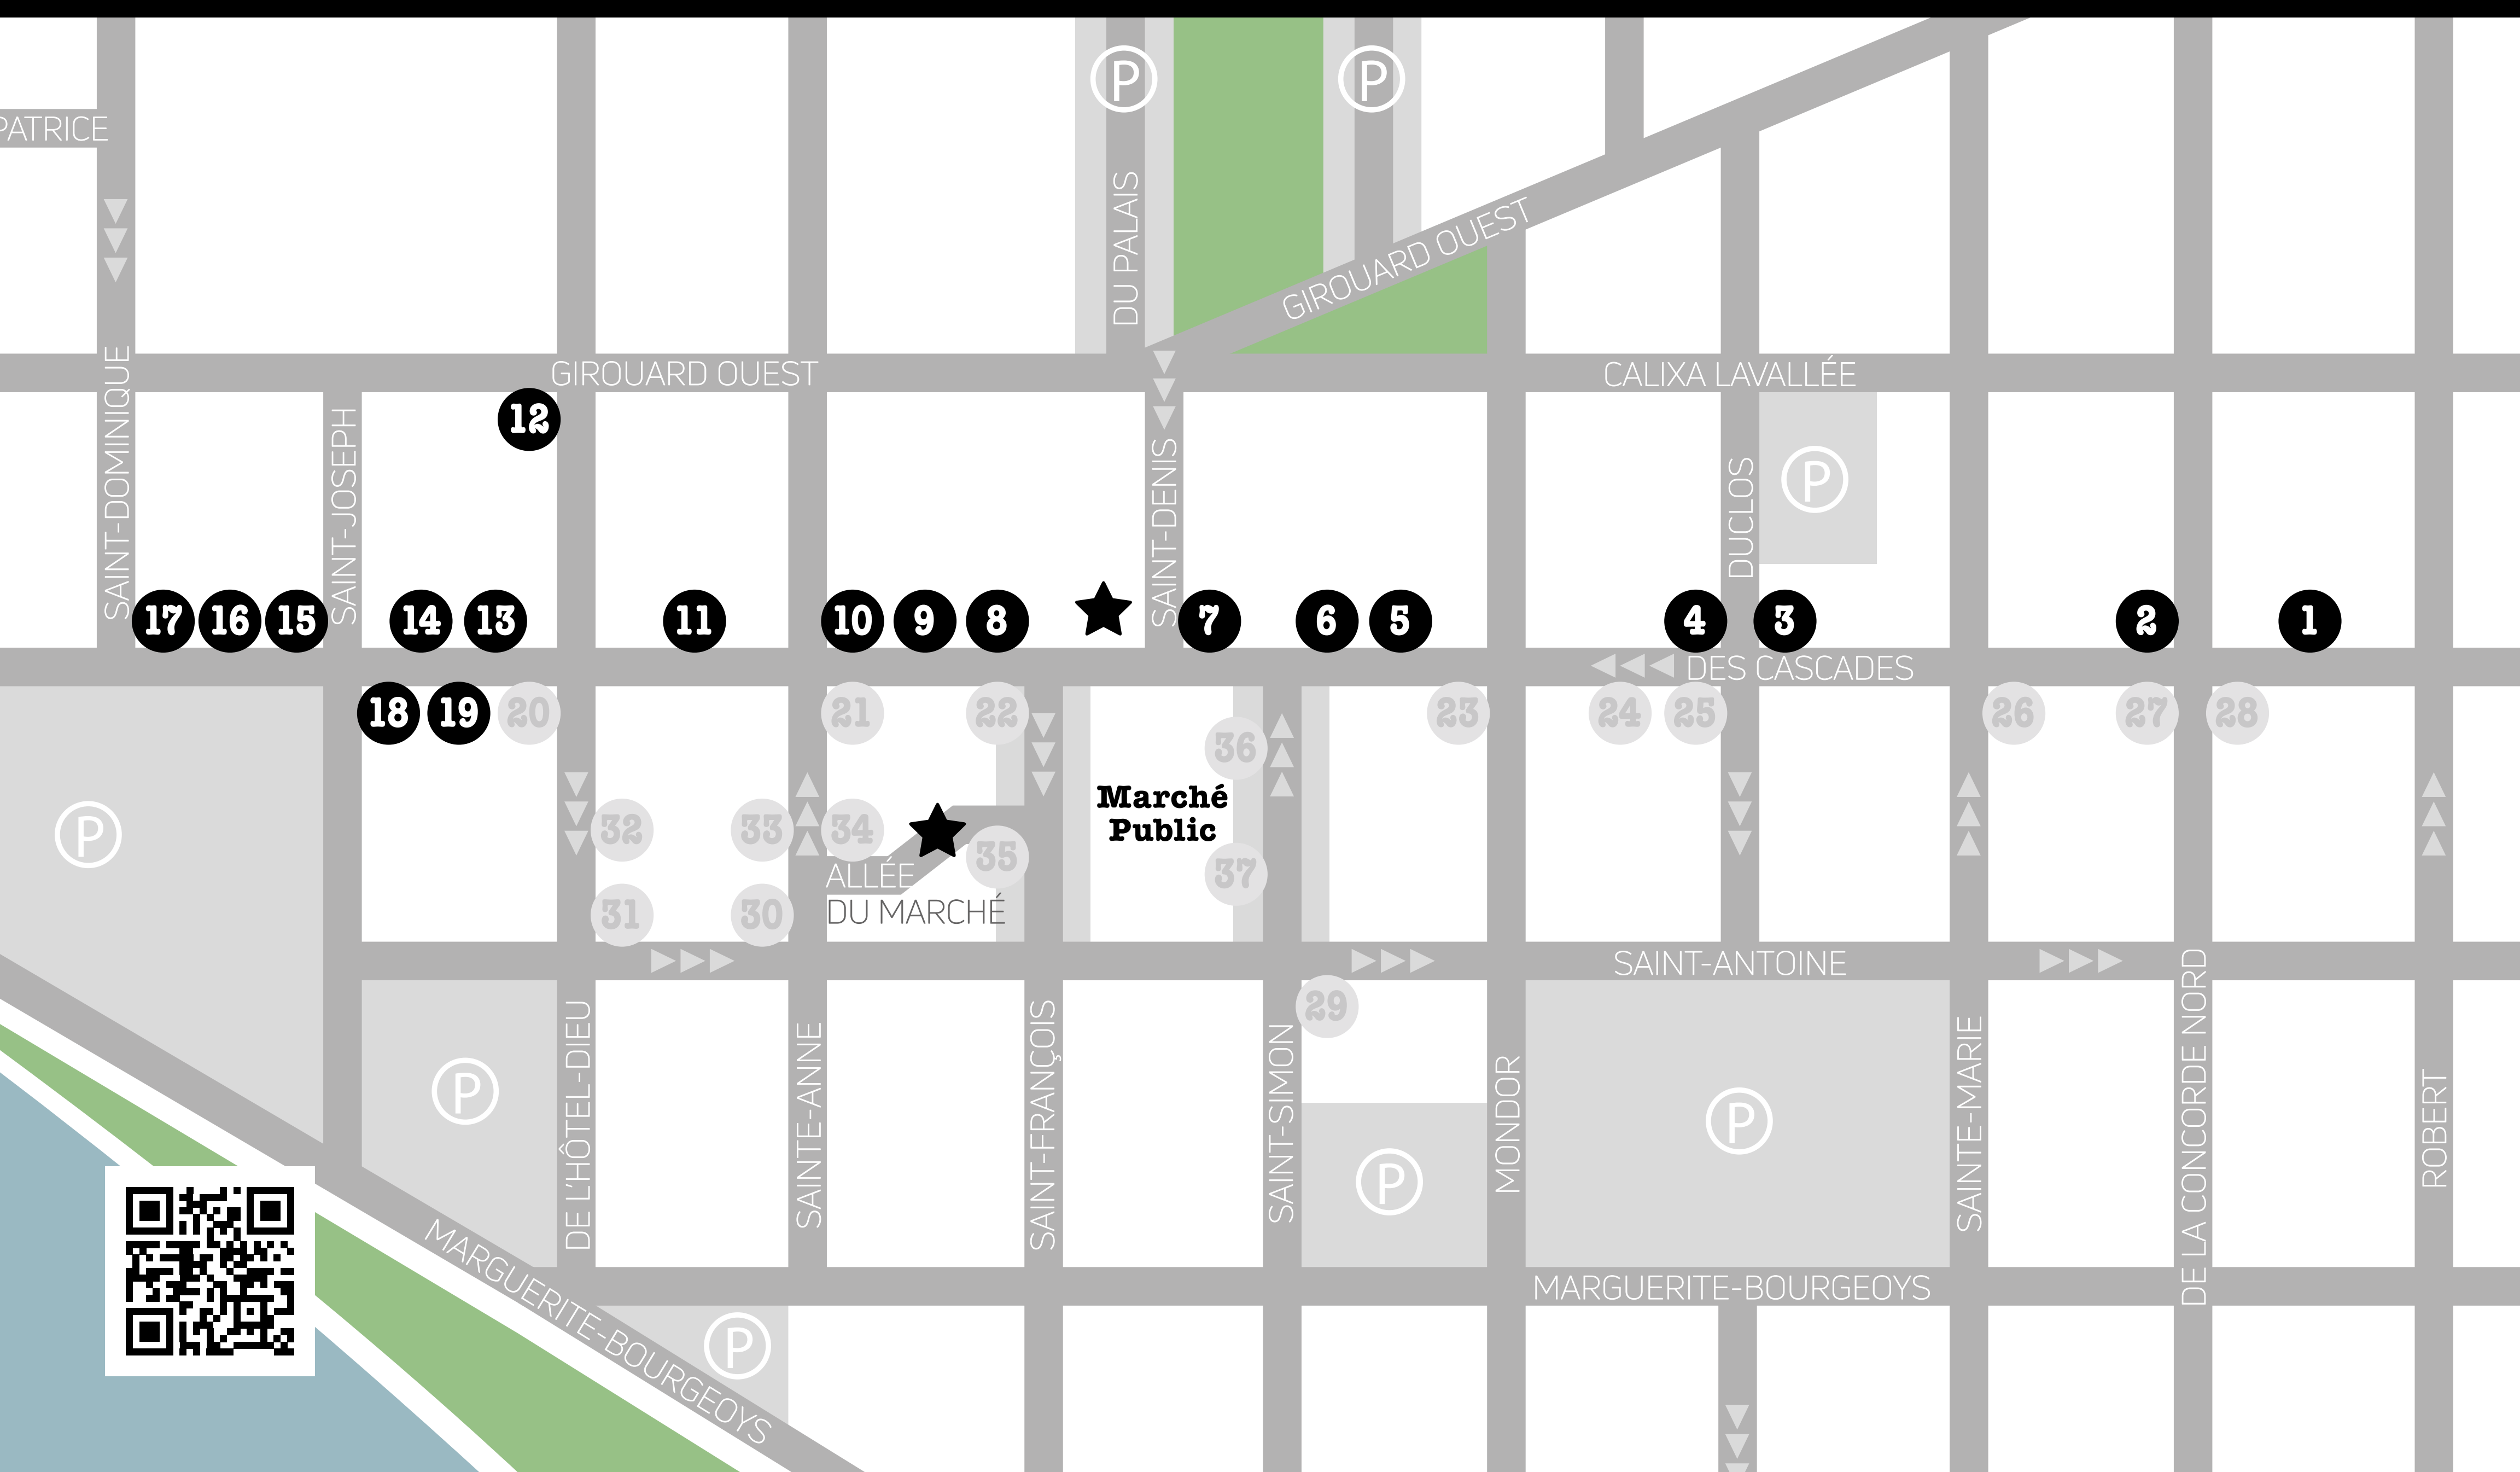 P
P
PATRICE
DU PALAIS
GIROUARD OUEST
GIROUARD OUEST
CALIXA LAVALLÉE
12
SAINT-DOMINIQUE
SAINT-JOSEPH
SAINT-DENIS
DUCLOS
P
17 16 15 14 13 11 10 9 8 7 6 5 4 3 2 1
DES CASCADES
18 19 20 21 22 23 24 25 26 27 28
36
Marché
Public
P
32 33 34 35 37
ALLÉE
DU MARCHÉ
31 30
SAINT-ANTOINE
29
P
DE L'HÔTEL-DIEU
SAINTE-ANNE
SAINT-FRANÇOIS
SAINT-SIMON
MONDOR
P
P
SAINTE-MARIE
DE LA CONCORDE NORD
ROBERT
MARGUERITE-BOURGEOYS
MARGUERITE-BOURGEOYS
P